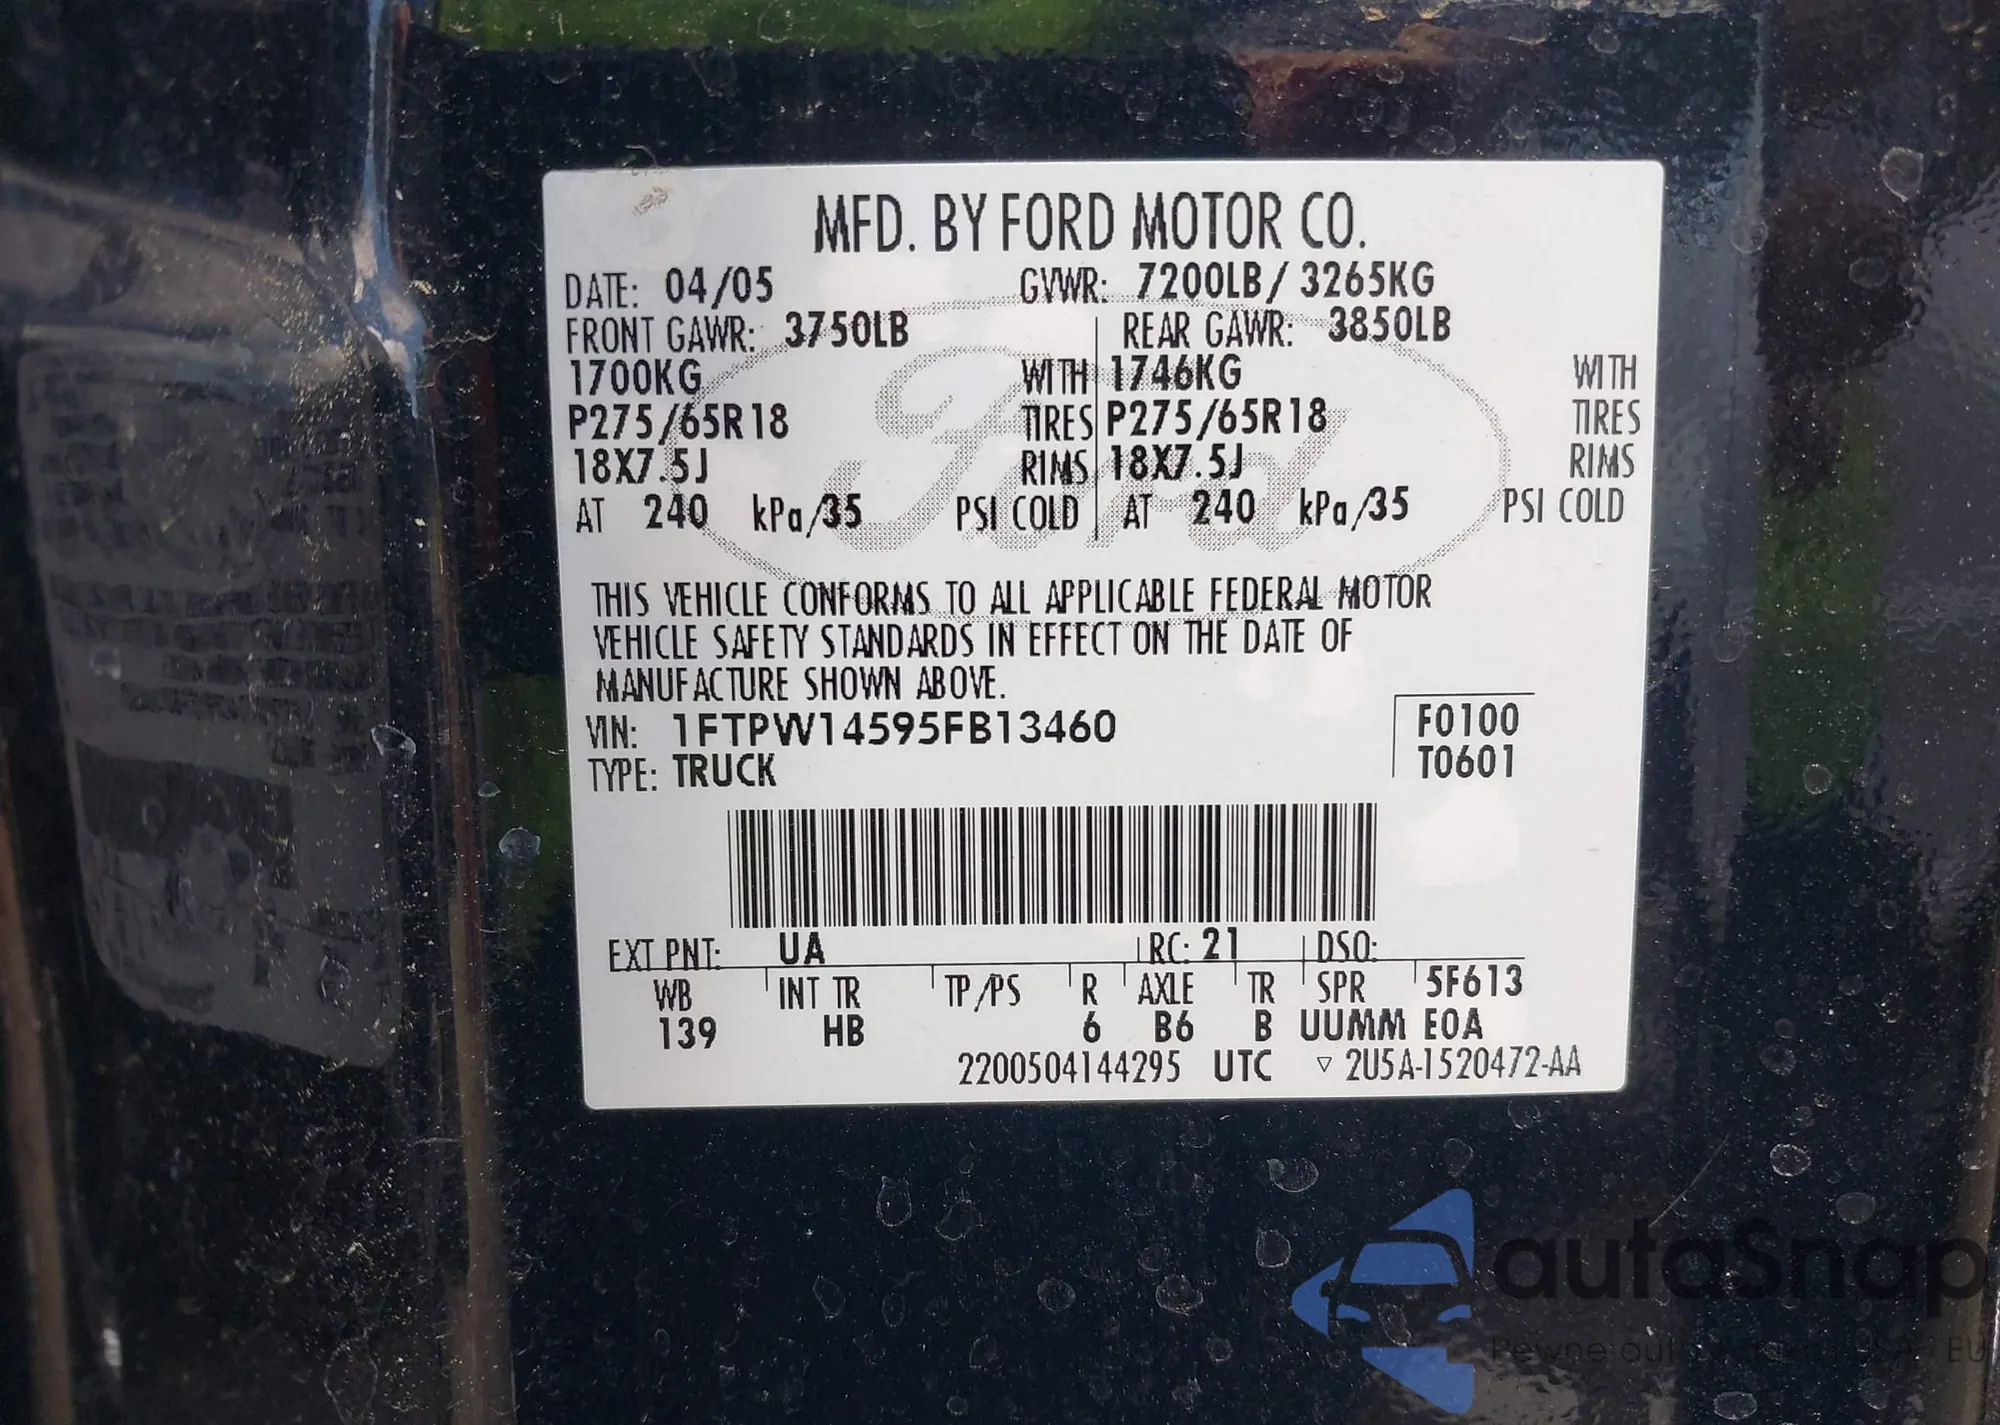 MFD. BY FORD MOTOR CO.
DATE: 04/05 GVWR: 7200LB/ 3265KG
FRONT GAWR: 3750LB REAR GAWR: 3850LB
1700KG WITH 1746KG WITH
P275/65R18 TIRES P275/65R18 TIRES
18X7.5J RIMS 18X7.5J RIMS
AT 240 kPa/35 PSI COLD AT 240 kPa/35 PSI COLD
Ford
THIS VEHICLE CONFORMS TO ALL APPLICABLE FEDERAL MOTOR
VEHICLE SAFETY STANDARDS IN EFFECT ON THE DATE OF
MANUFACTURE SHOWN ABOVE.
VIN: 1FTPW14595FB13460 F0100
TYPE: TRUCK T0601
EXT PNT: UA RC: 21 DSO:
WB INT TR TP/PS R AXLE TR SPR 5F613
139 HB 6 B6 B UUMM E0A
2200504144295 UTC ▽ 2U5A-1520472-AA
autaSnap
Pewne auta